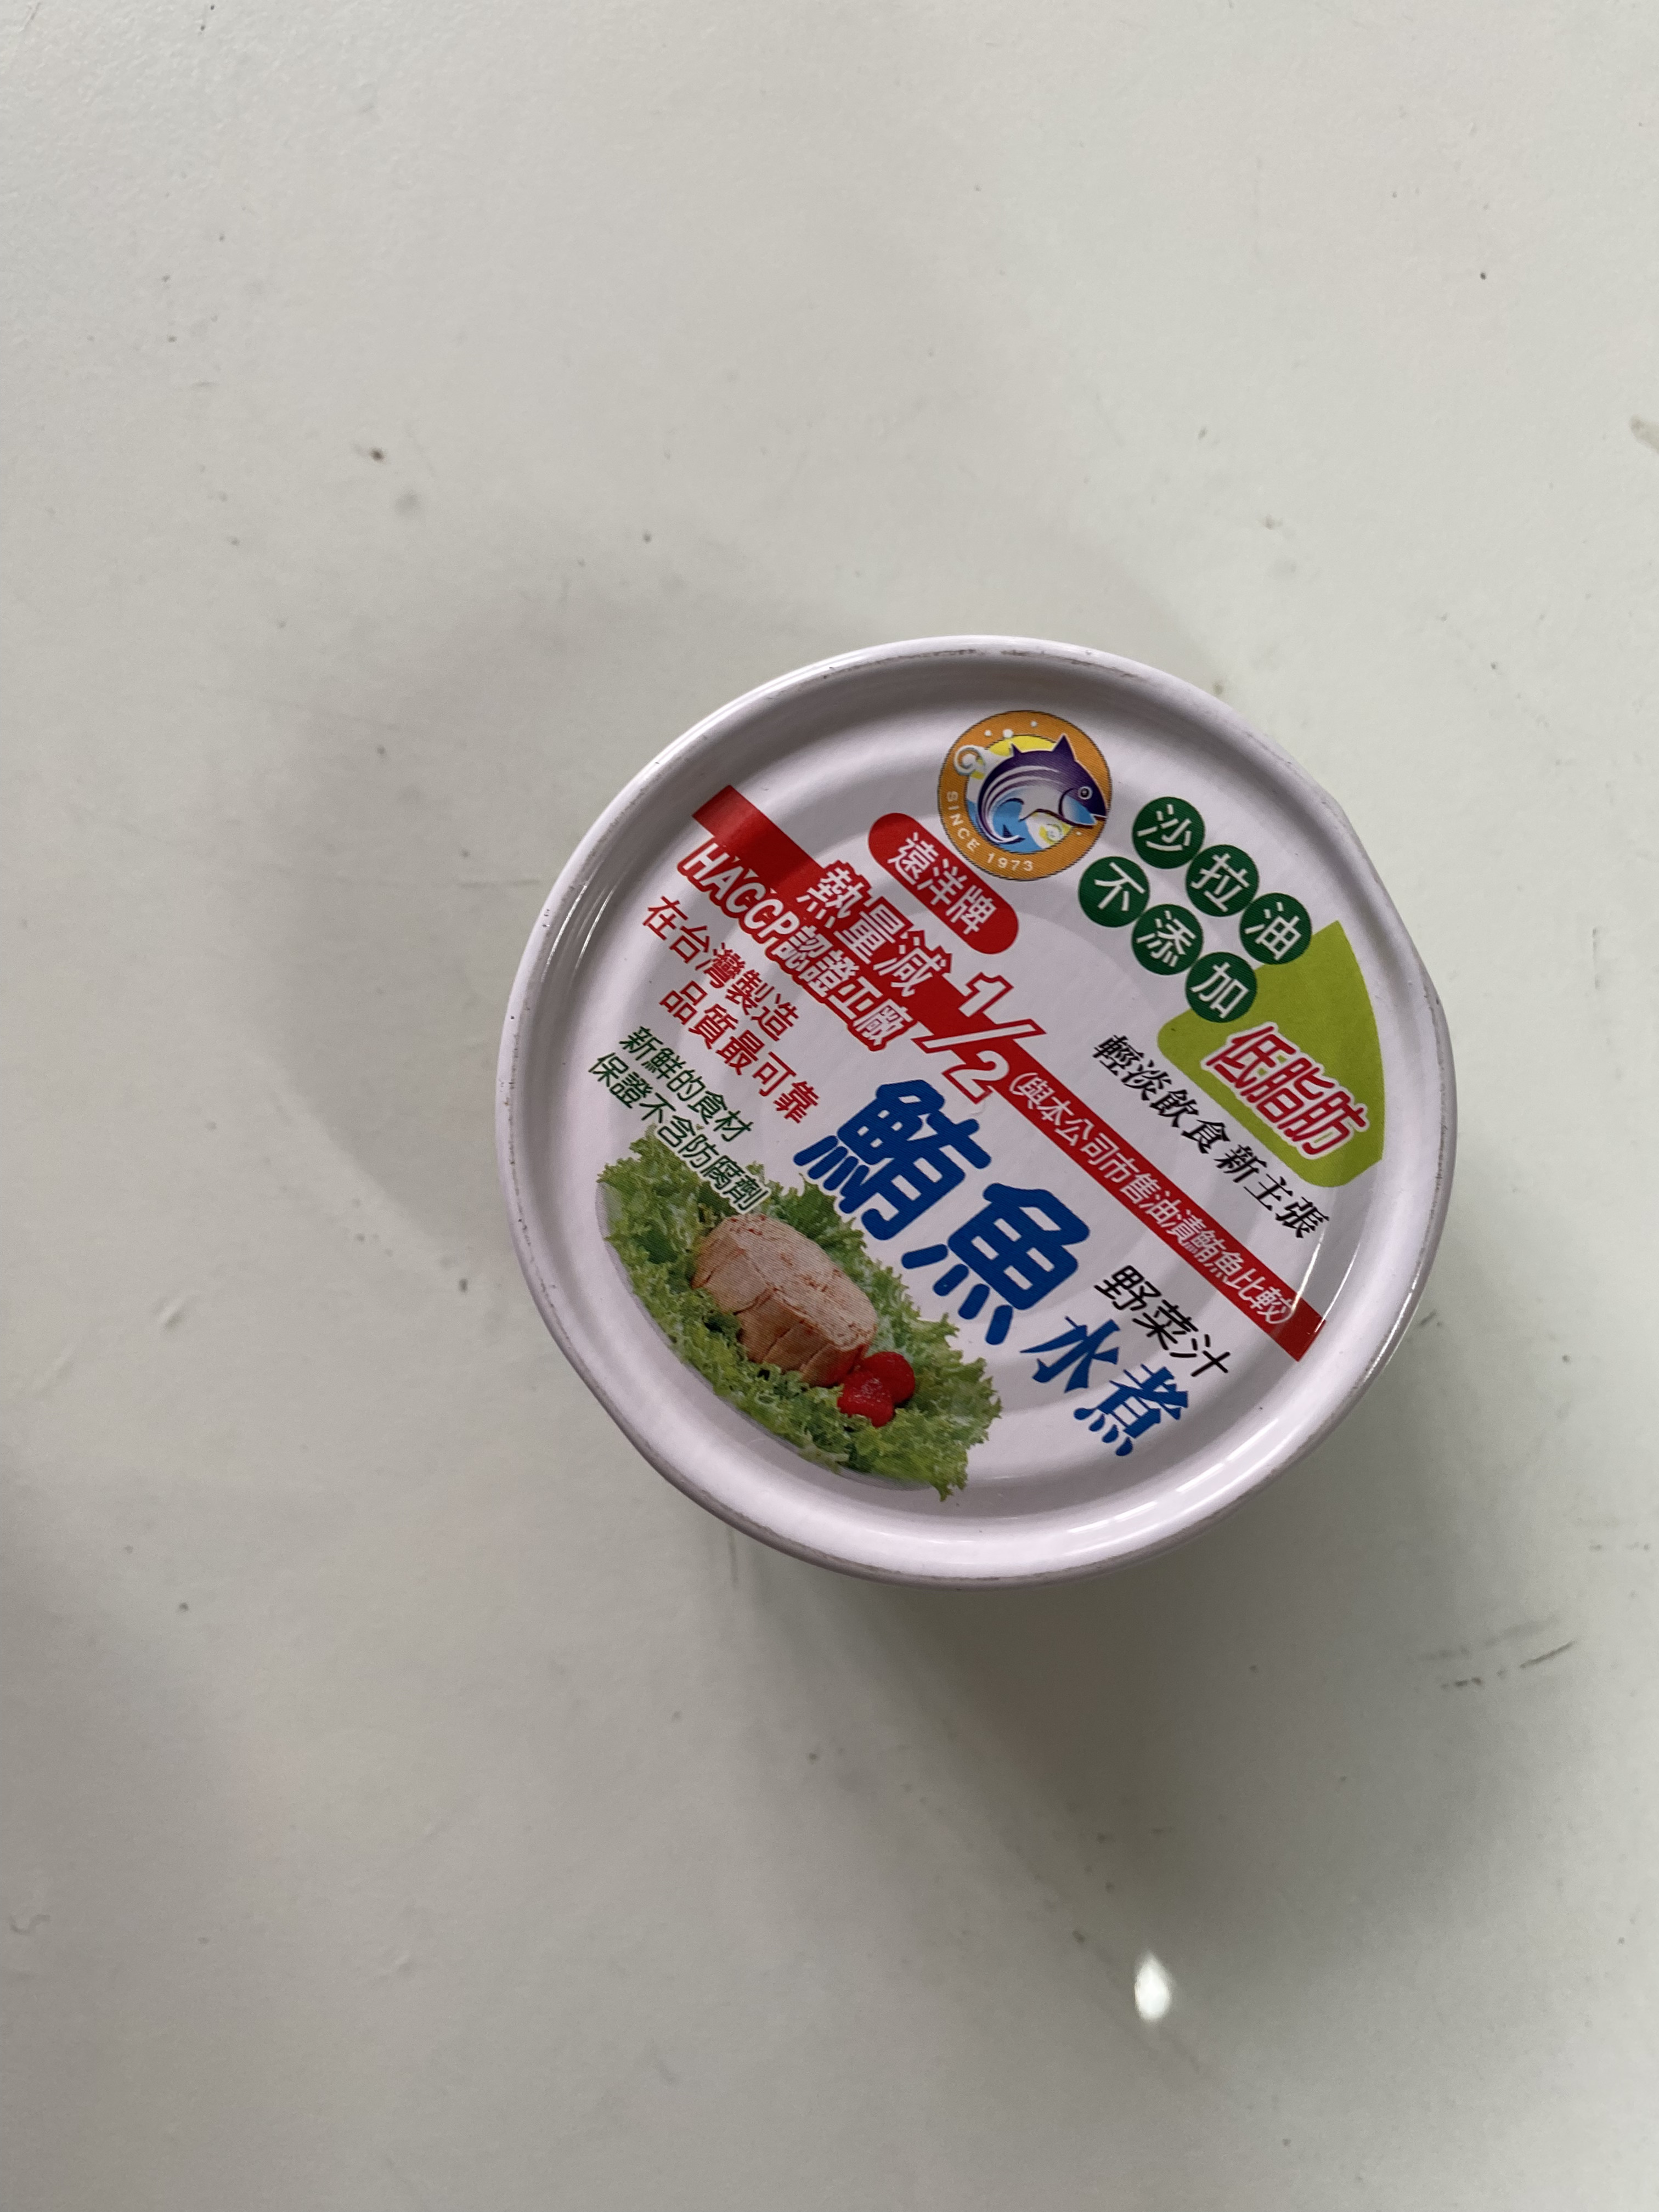 SINCE 1973
遠洋牌
沙拉油
不添加
低脂肪
輕淡飲食 新主張
熱量減1/2(與本公司市售油漬鮪魚比較)
HACCP認證工廠
在台灣製造
品質最可靠
新鮮的食材
保證不含防腐劑
鮪魚
野菜汁
水煮